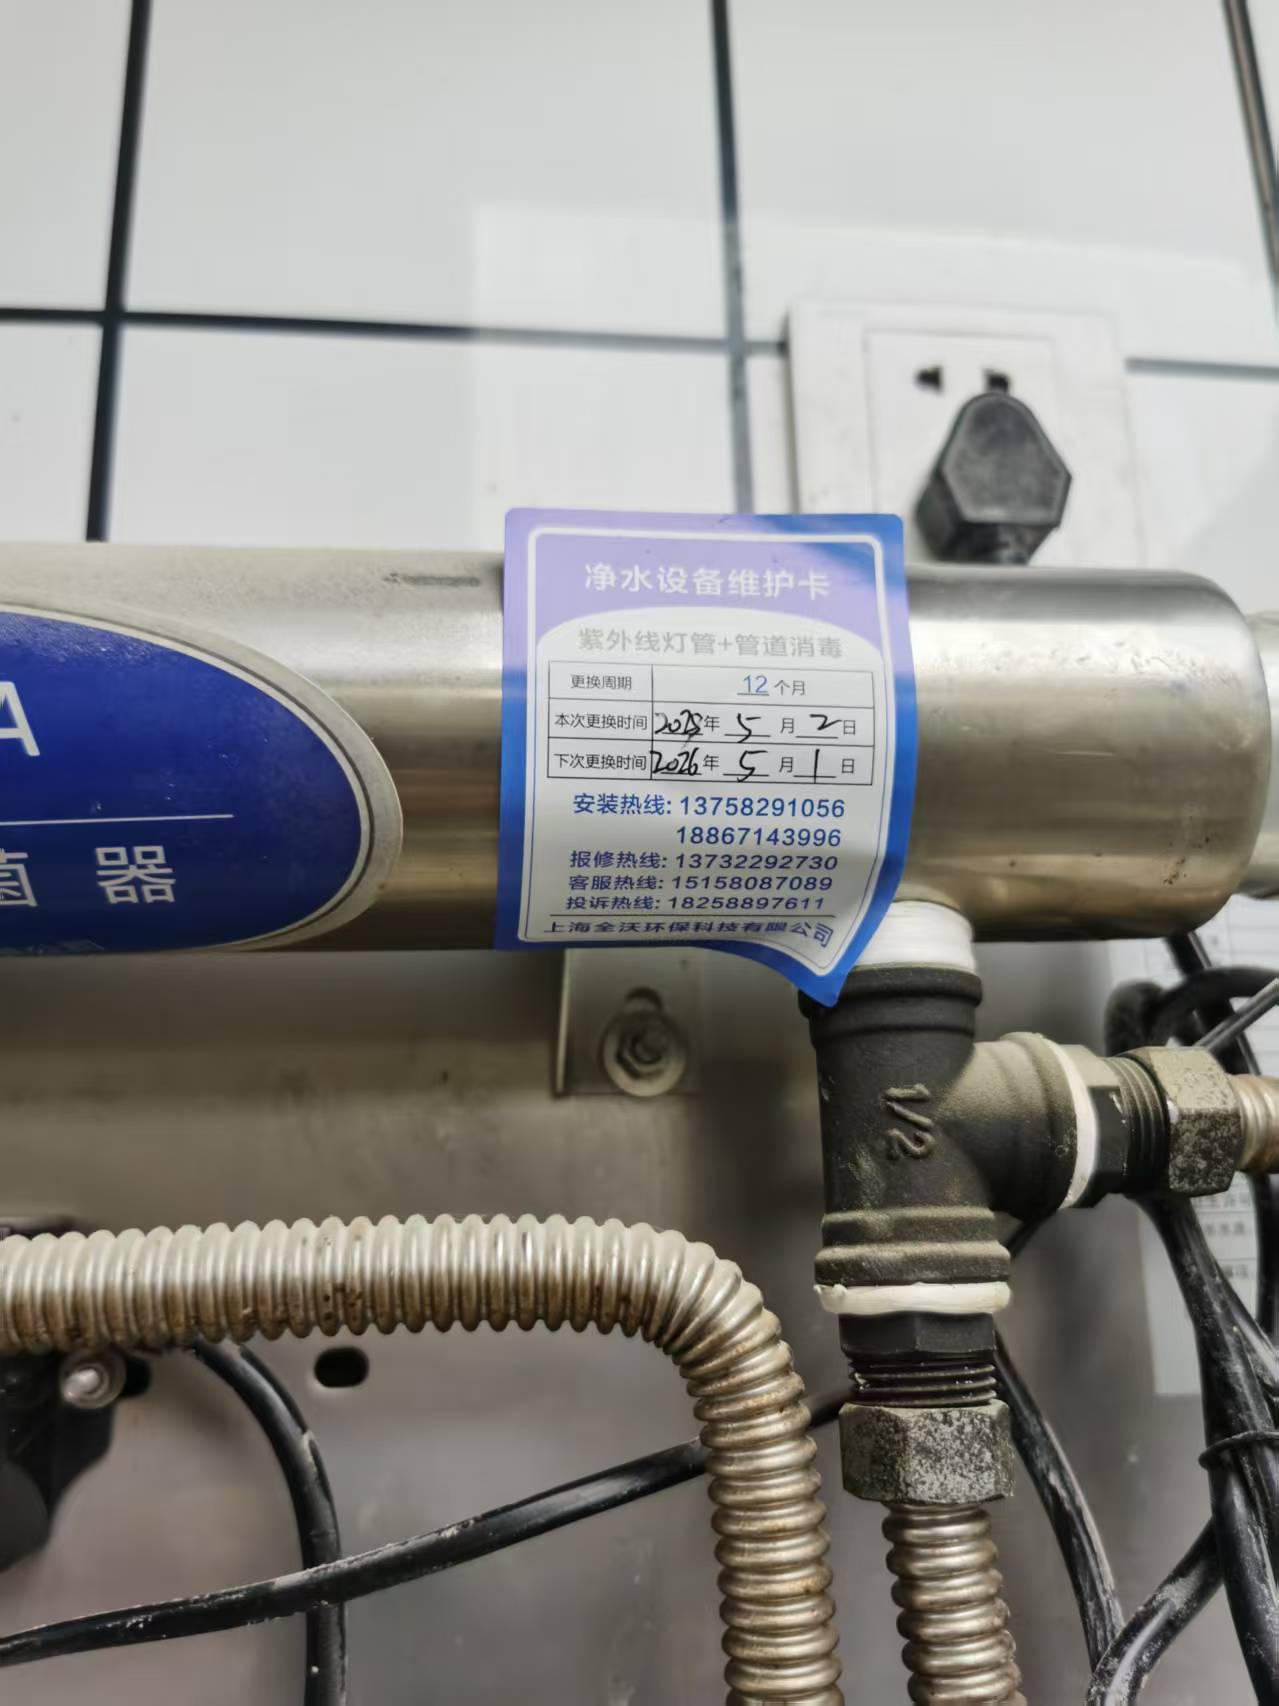 净水设备维护卡
紫外线灯管+管道消毒
更换周期 12 个月
本次更换时间 2025年 5 月 2 日
下次更换时间 2026年 5 月 1 日
安装热线: 13758291056
18867143996
报修热线: 13732292730
客服热线: 15158087089
投诉热线: 18258897611
上海全沃环保科技有限公司
A
菌 器
1/2